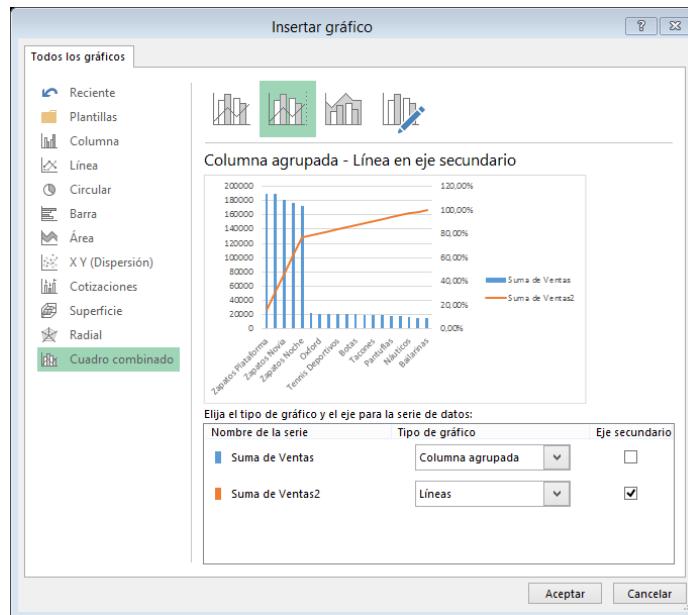 Insertar gráfico
Todos los gráficos
Reciente
Plantillas
Columna
Línea
Circular
Barra
Área
X Y (Dispersión)
Cotizaciones
Superficie
Radial
Cuadro combinado
Columna agrupada - Línea en eje secundario
200000
180000
160000
140000
120000
100000
80000
60000
40000
20000
0
120,00%
100,00%
80,00%
60,00%
40,00%
20,00%
0,00%
Zapatos Plataforma
Zapatos Novia
Zapatos Noche
Oxford
Tennis Deportivos
Botas
Tacones
Pantuflas
Náuticos
Bailarinas
Suma de Ventas
Suma de Ventas2
Elija el tipo de gráfico y el eje para la serie de datos:
Nombre de la serie Tipo de gráfico Eje secundario
Suma de Ventas Columna agrupada
Suma de Ventas2 Líneas
Aceptar Cancelar